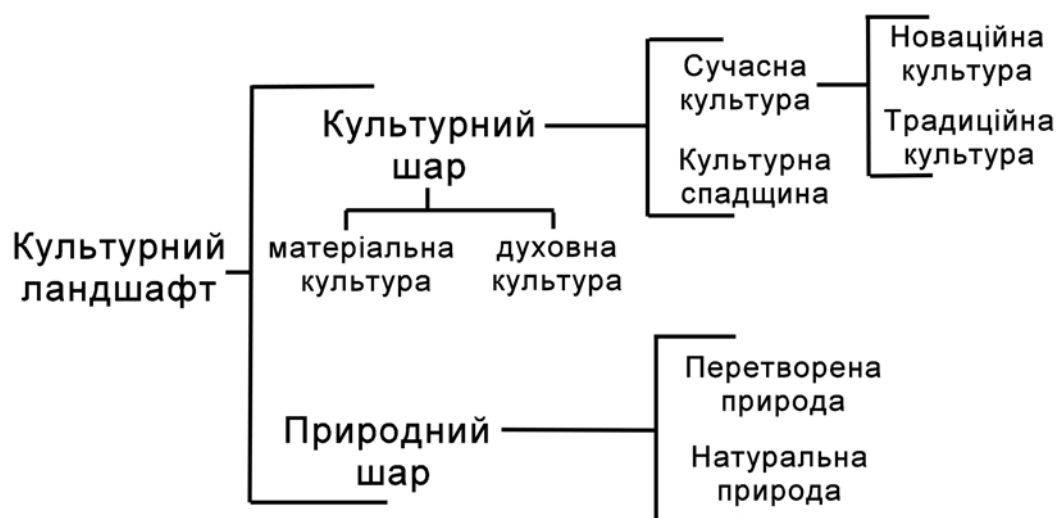 Культурний
ландшафт
Культурний
шар
матеріальна
культура
духовна
культура
Сучасна
культура
Культурна
спадщина
Новаційна
культура
Традиційна
культура
Природний
шар
Перетворена
природа
Натуральна
природа